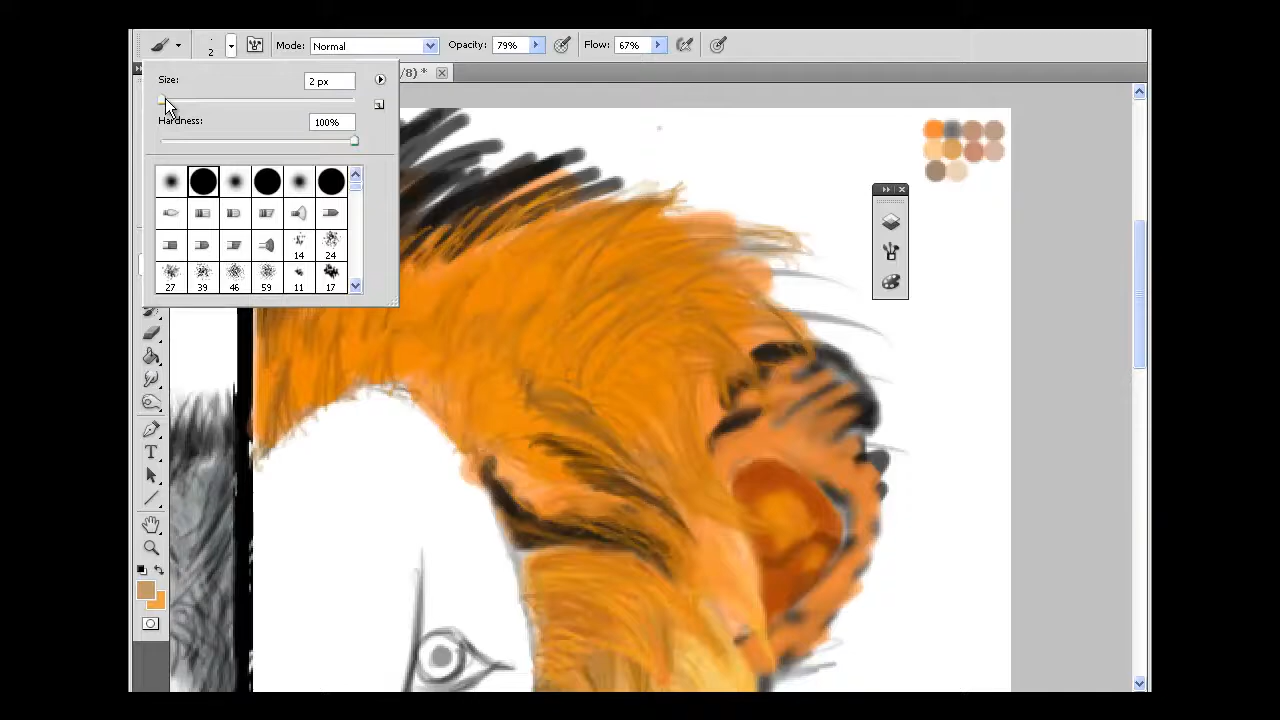 2 Mode: Normal Opacity: 79% Flow: 67%
/8) *
Size: 2 px
Hardness: 100%
14 24
27 39 46 59 11 17
T